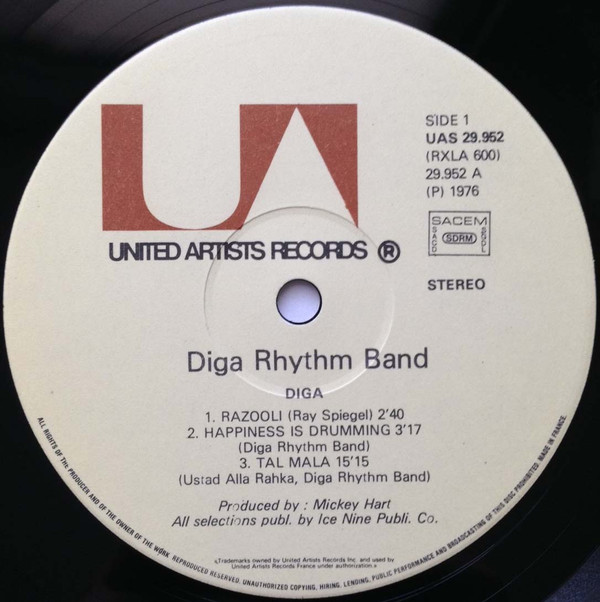 UA
SIDE 1
UAS 29.952
(RXLA 600)
29.952 A
(P) 1976
UNITED ARTISTS RECORDS ®
SACEM
SACD
SDRM
SGDL
STEREO
Diga Rhythm Band
DIGA
1. RAZOOLI (Ray Spiegel) 2'40
2. HAPPINESS IS DRUMMING 3'17
(Diga Rhythm Band)
3. TAL MALA 15'15
(Ustad Alla Rahka, Diga Rhythm Band)
Produced by : Mickey Hart
All selections publ. by Ice Nine Publi. Co.
«Trademarks owned by United Artists Records Inc. and used by
United Artists Records France under authorization.»
ALL RIGHTS OF THE PRODUCER AND OF THE OWNER OF THE WORK REPRODUCED RESERVED. UNAUTHORIZED COPYING, HIRING, LENDING, PUBLIC PERFORMANCE AND BROADCASTING OF THIS DISC PROHIBITED. MADE IN FRANCE.